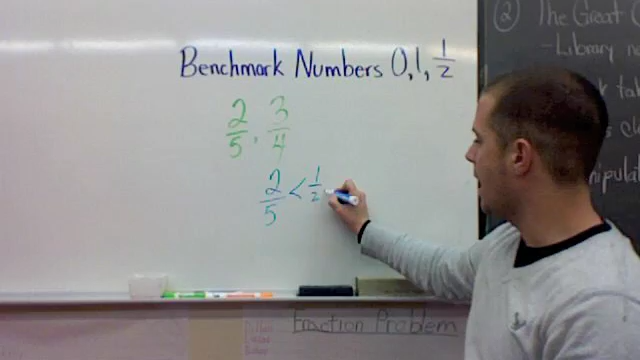 Benchmark Numbers 0, 1, 1/2
2/5, 3/4
2/5 < 1/2
② The Great
- Library
Fraction Problem